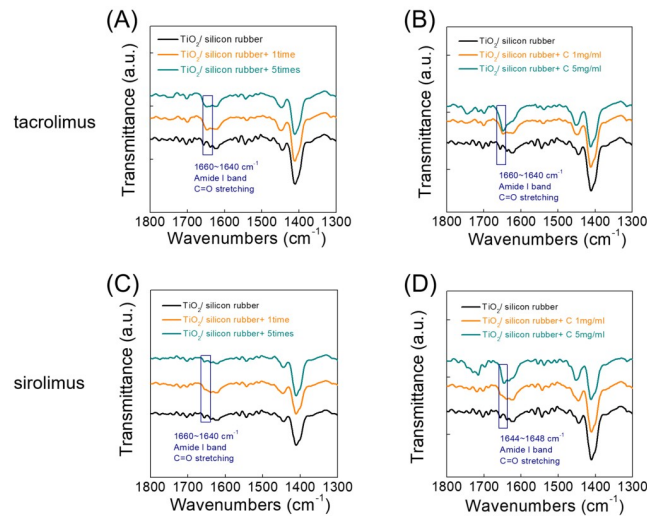 (A)
TiO2/ silicon rubber
TiO2/ silicon rubber+ 1time
TiO2/ silicon rubber+ 5times
1660~1640 cm-1
Amide I band
C=O stretching
Transmittance (a.u.)
1800 1700 1600 1500 1400 1300
Wavenumbers (cm-1)
(B)
TiO2/ silicon rubber
TiO2/ silicon rubber+ C 1mg/ml
TiO2/ silicon rubber+ C 5mg/ml
1660~1640 cm-1
Amide I band
C=O stretching
Transmittance (a.u.)
1800 1700 1600 1500 1400 1300
Wavenumbers (cm-1)
tacrolimus
(C)
TiO2/ silicon rubber
TiO2/ silicon rubber+ 1time
TiO2/ silicon rubber+ 5times
1660~1640 cm-1
Amide I band
C=O stretching
Transmittance (a.u.)
1800 1700 1600 1500 1400 1300
Wavenumbers (cm-1)
(D)
TiO2/ silicon rubber
TiO2/ silicon rubber+ C 1mg/ml
TiO2/ silicon rubber+ C 5mg/ml
1644~1648 cm-1
Amide I band
C=O stretching
Transmittance (a.u.)
1800 1700 1600 1500 1400 1300
Wavenumbers (cm-1)
sirolimus